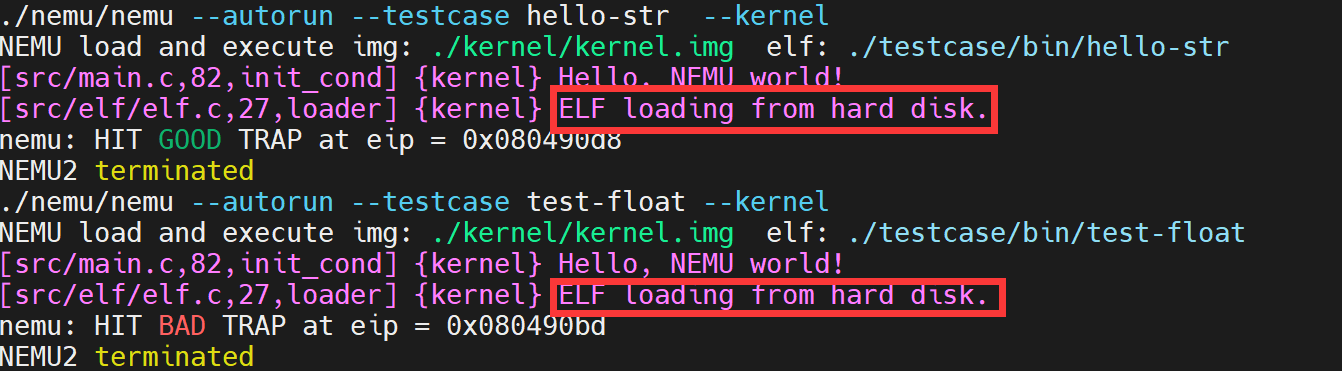 ./nemu/nemu --autorun --testcase hello-str  --kernel
NEMU load and execute img: ./kernel/kernel.img  elf: ./testcase/bin/hello-str
[src/main.c,82,init_cond] {kernel} Hello, NEMU world!
[src/elf/elf.c,27,loader] {kernel} ELF loading from hard disk.
nemu: HIT GOOD TRAP at eip = 0x080490d8
NEMU2 terminated
./nemu/nemu --autorun --testcase test-float --kernel
NEMU load and execute img: ./kernel/kernel.img  elf: ./testcase/bin/test-float
[src/main.c,82,init_cond] {kernel} Hello, NEMU world!
[src/elf/elf.c,27,loader] {kernel} ELF loading from hard disk.
nemu: HIT BAD TRAP at eip = 0x080490bd
NEMU2 terminated